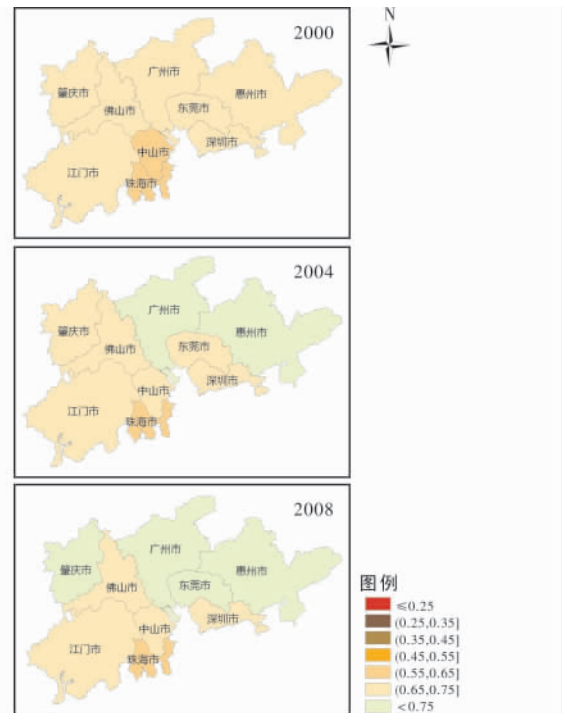 2000
N
广州市
肇庆市
惠州市
佛山市
东莞市
深圳市
中山市
江门市
珠海市
2004
广州市
肇庆市
惠州市
佛山市
东莞市
深圳市
中山市
江门市
珠海市
2008
广州市
肇庆市
惠州市
东莞市
佛山市
深圳市
中山市
江门市
珠海市
图例
≤0.25
(0.25,0.35]
(0.35,0.45]
(0.45,0.55]
(0.55,0.65]
(0.65,0.75]
<0.75